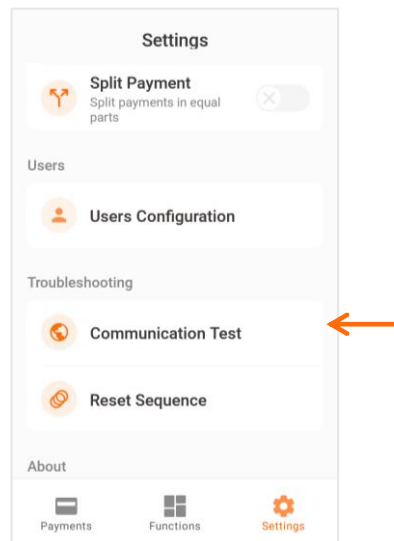 Settings
Split Payment
Split payments in equal
parts
Users
Users Configuration
Troubleshooting
Communication Test
Reset Sequence
About
Payments Functions Settings